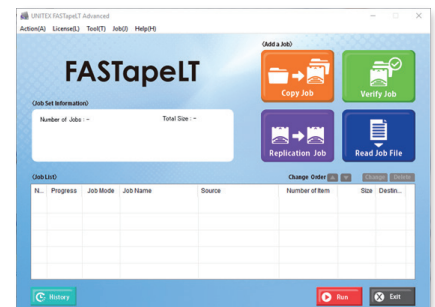 UNITEX FASTapeLT Advanced
Action(A) License(L) Tool(T) Job(J) Help(H)
FASTapeLT
(Add a Job)
Copy Job
Verify Job
Replication Job
Read Job File
(Job Set Information)
Number of Jobs : - Total Size : -
(Job List)
Change Order Change Delete
N... Progress Job Mode Job Name Source Number of Item Size Destin...
History Run Exit